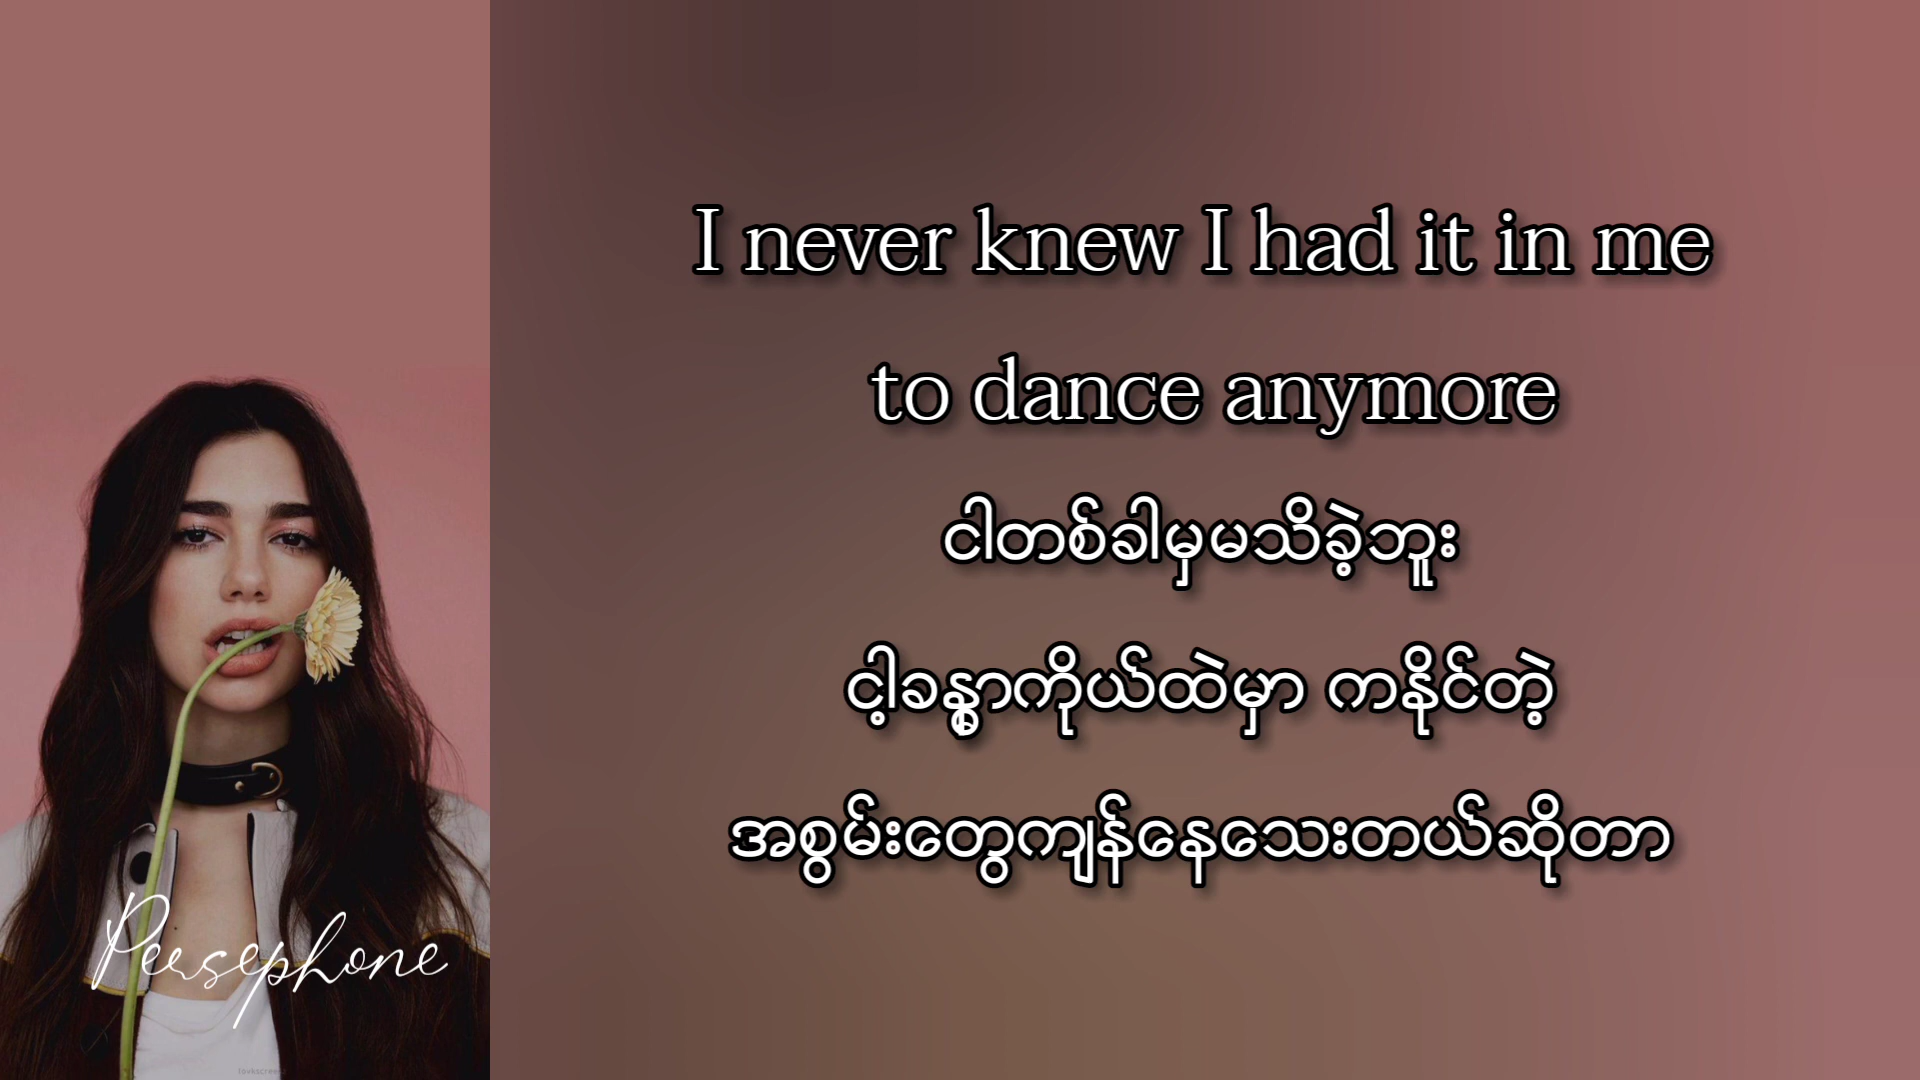 I never knew I had it in me
to dance anymore
ငါတစ်ခါမှမသိခဲ့ဘူး
ငါ့ခန္ဓာကိုယ်ထဲမှာ ကနိုင်တဲ့
အစွမ်းတွေကျန်နေသေးတယ်ဆိုတာ
Persephone